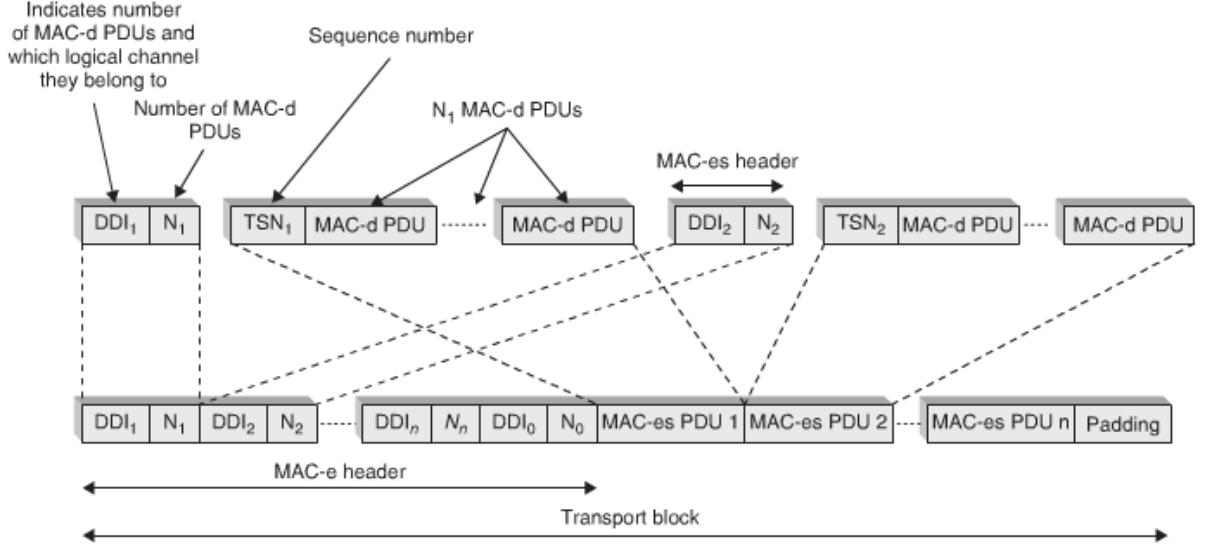 Indicates number
of MAC-d PDUs and
which logical channel
they belong to
Sequence number
Number of MAC-d
PDUs
N₁ MAC-d PDUs
MAC-es header
DDI₁ N₁ TSN₁ MAC-d PDU MAC-d PDU DDI₂ N₂ TSN₂ MAC-d PDU MAC-d PDU
DDI₁ N₁ DDI₂ N₂ DDIₙ Nₙ DDI₀ N₀ MAC-es PDU 1 MAC-es PDU 2 MAC-es PDU n Padding
MAC-e header
Transport block